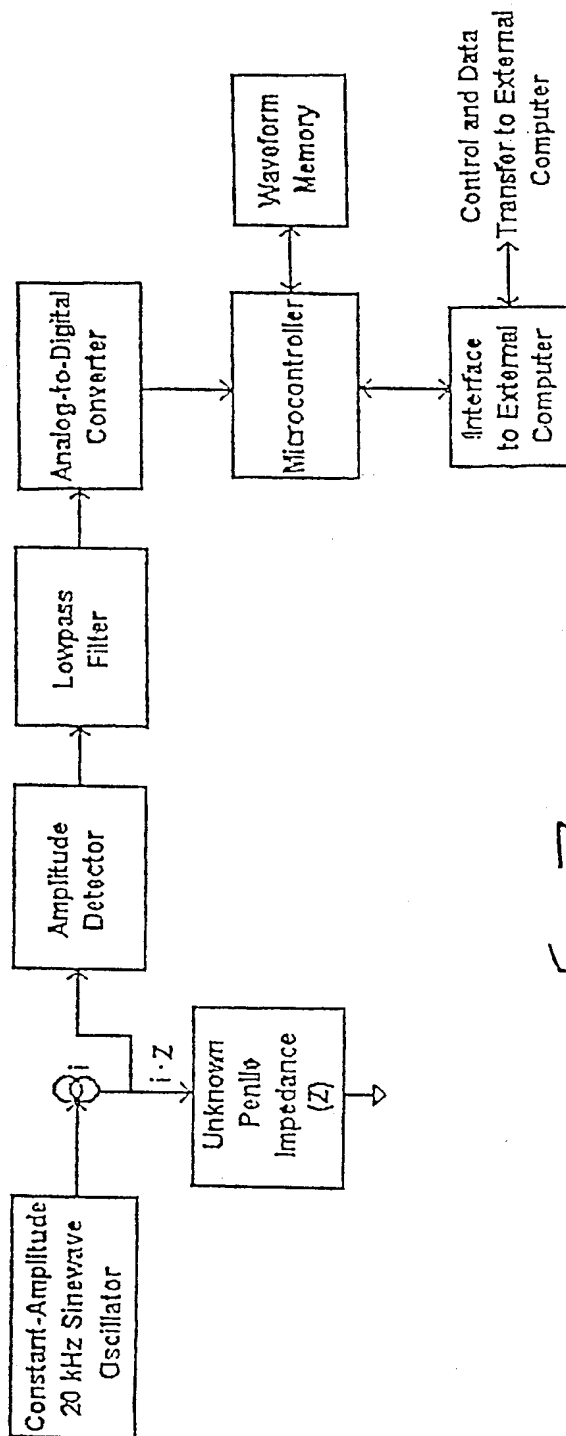 Constant-Amplitude
20 kHz Sinewave
Oscillator
i
i · Z
Unknown
Penile
Impedance
(Z)
Amplitude
Detector
Lowpass
Filter
Analog-to-Digital
Converter
Microcontroller
Waveform
Memory
Interface
to External
Computer
Control and Data
Transfer to External
Computer